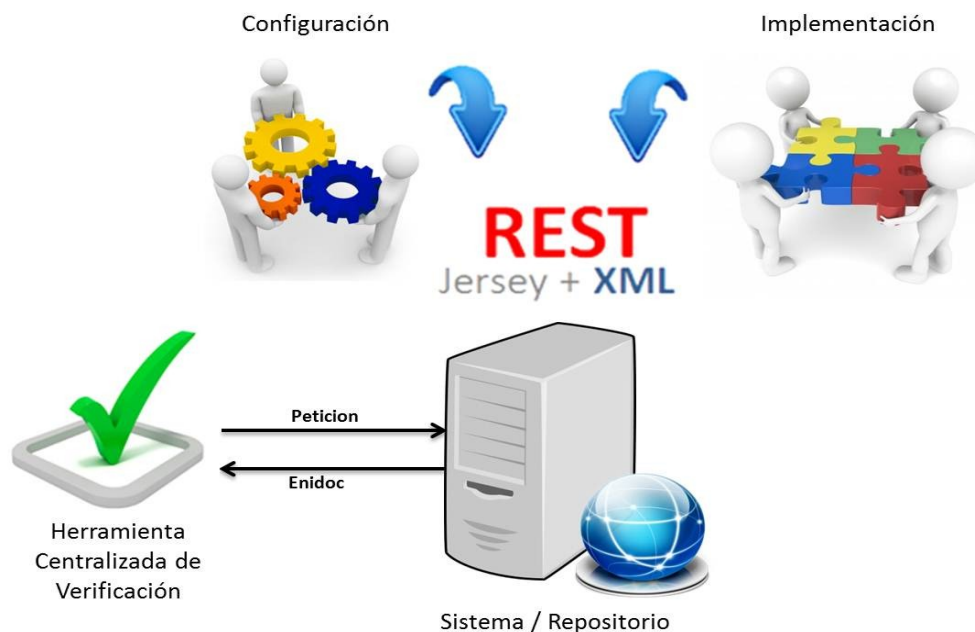 Configuración
Implementación
REST
Jersey + XML
Peticion
Enidoc
Herramienta
Centralizada de
Verificación
Sistema / Repositorio